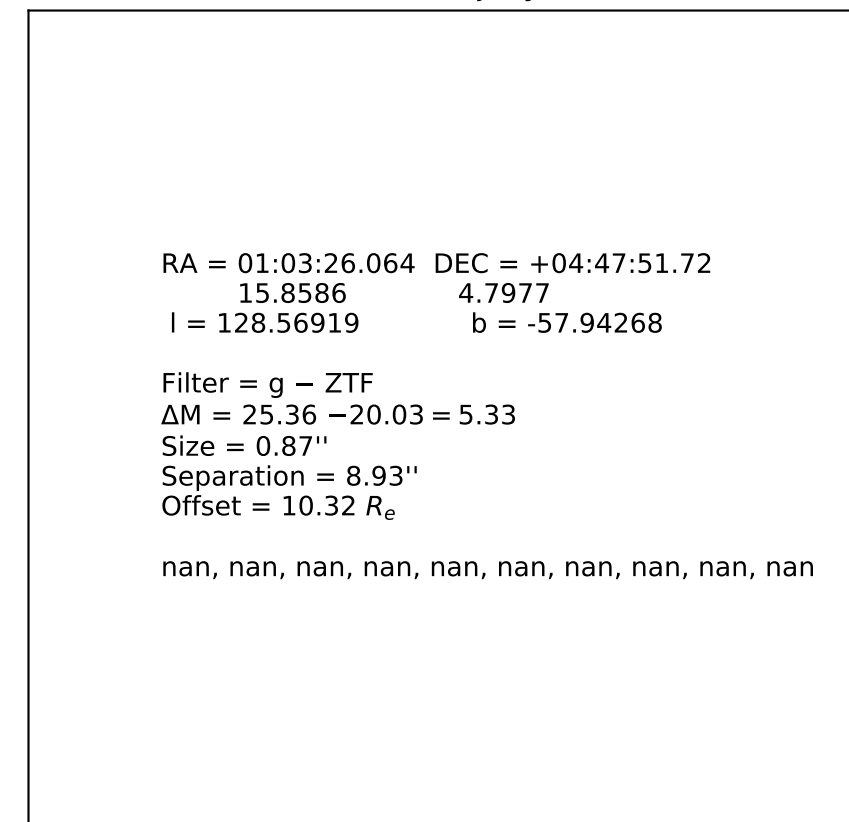 RA = 01:03:26.064 DEC = +04:47:51.72
15.8586 4.7977
l = 128.56919 b = -57.94268
Filter = g − ZTF
ΔM = 25.36 −20.03 = 5.33
Size = 0.87''
Separation = 8.93''
Offset = 10.32 Re
nan, nan, nan, nan, nan, nan, nan, nan, nan, nan